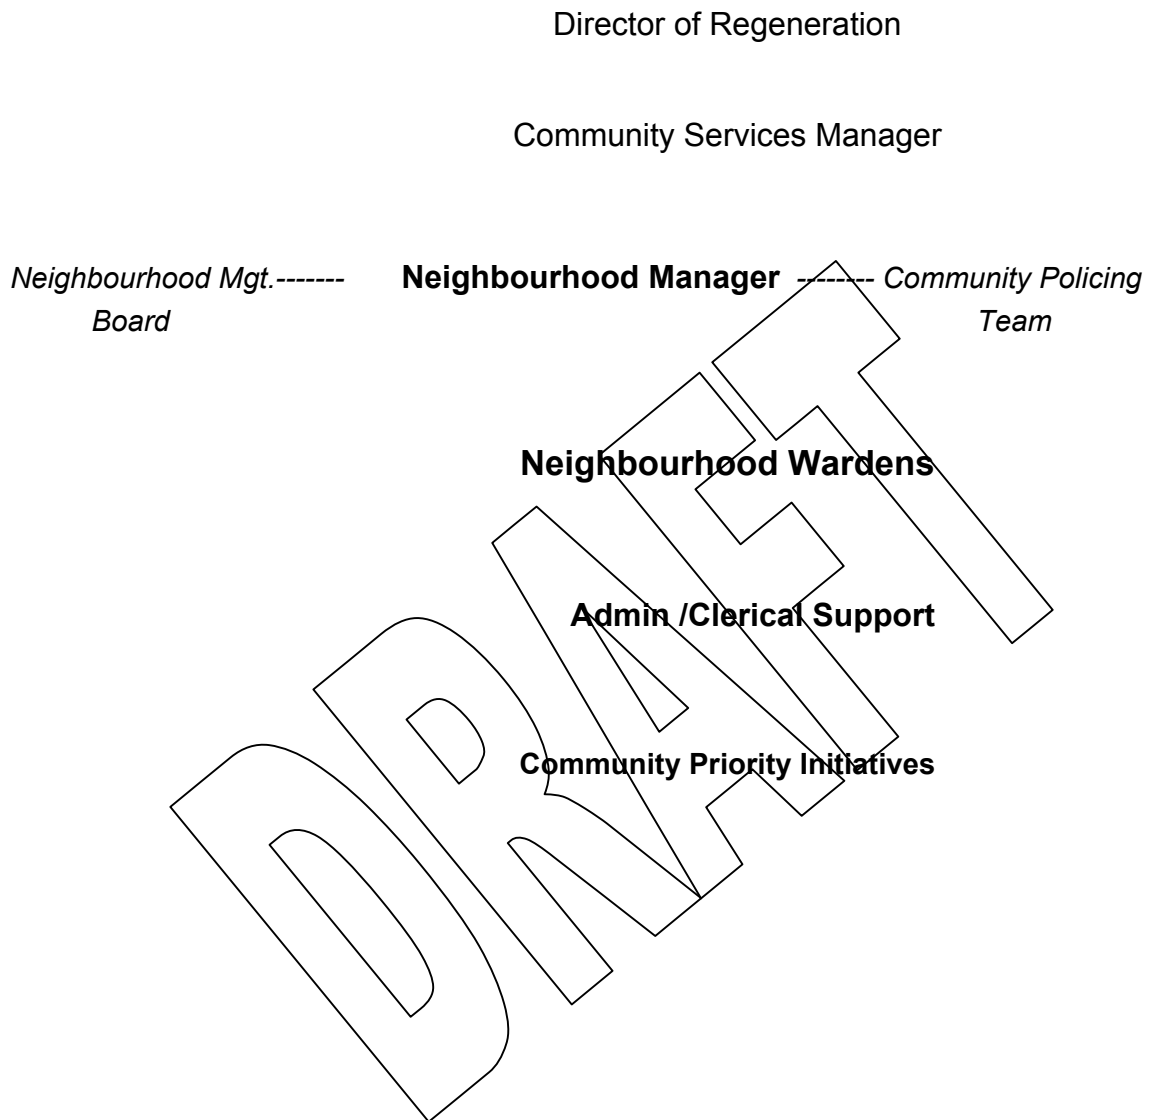 Director of Regeneration
Community Services Manager
Neighbourhood Mgt.------- Neighbourhood Manager -------- Community Policing
Board Team
Neighbourhood Wardens
Admin /Clerical Support
Community Priority Initiatives
DRAFT